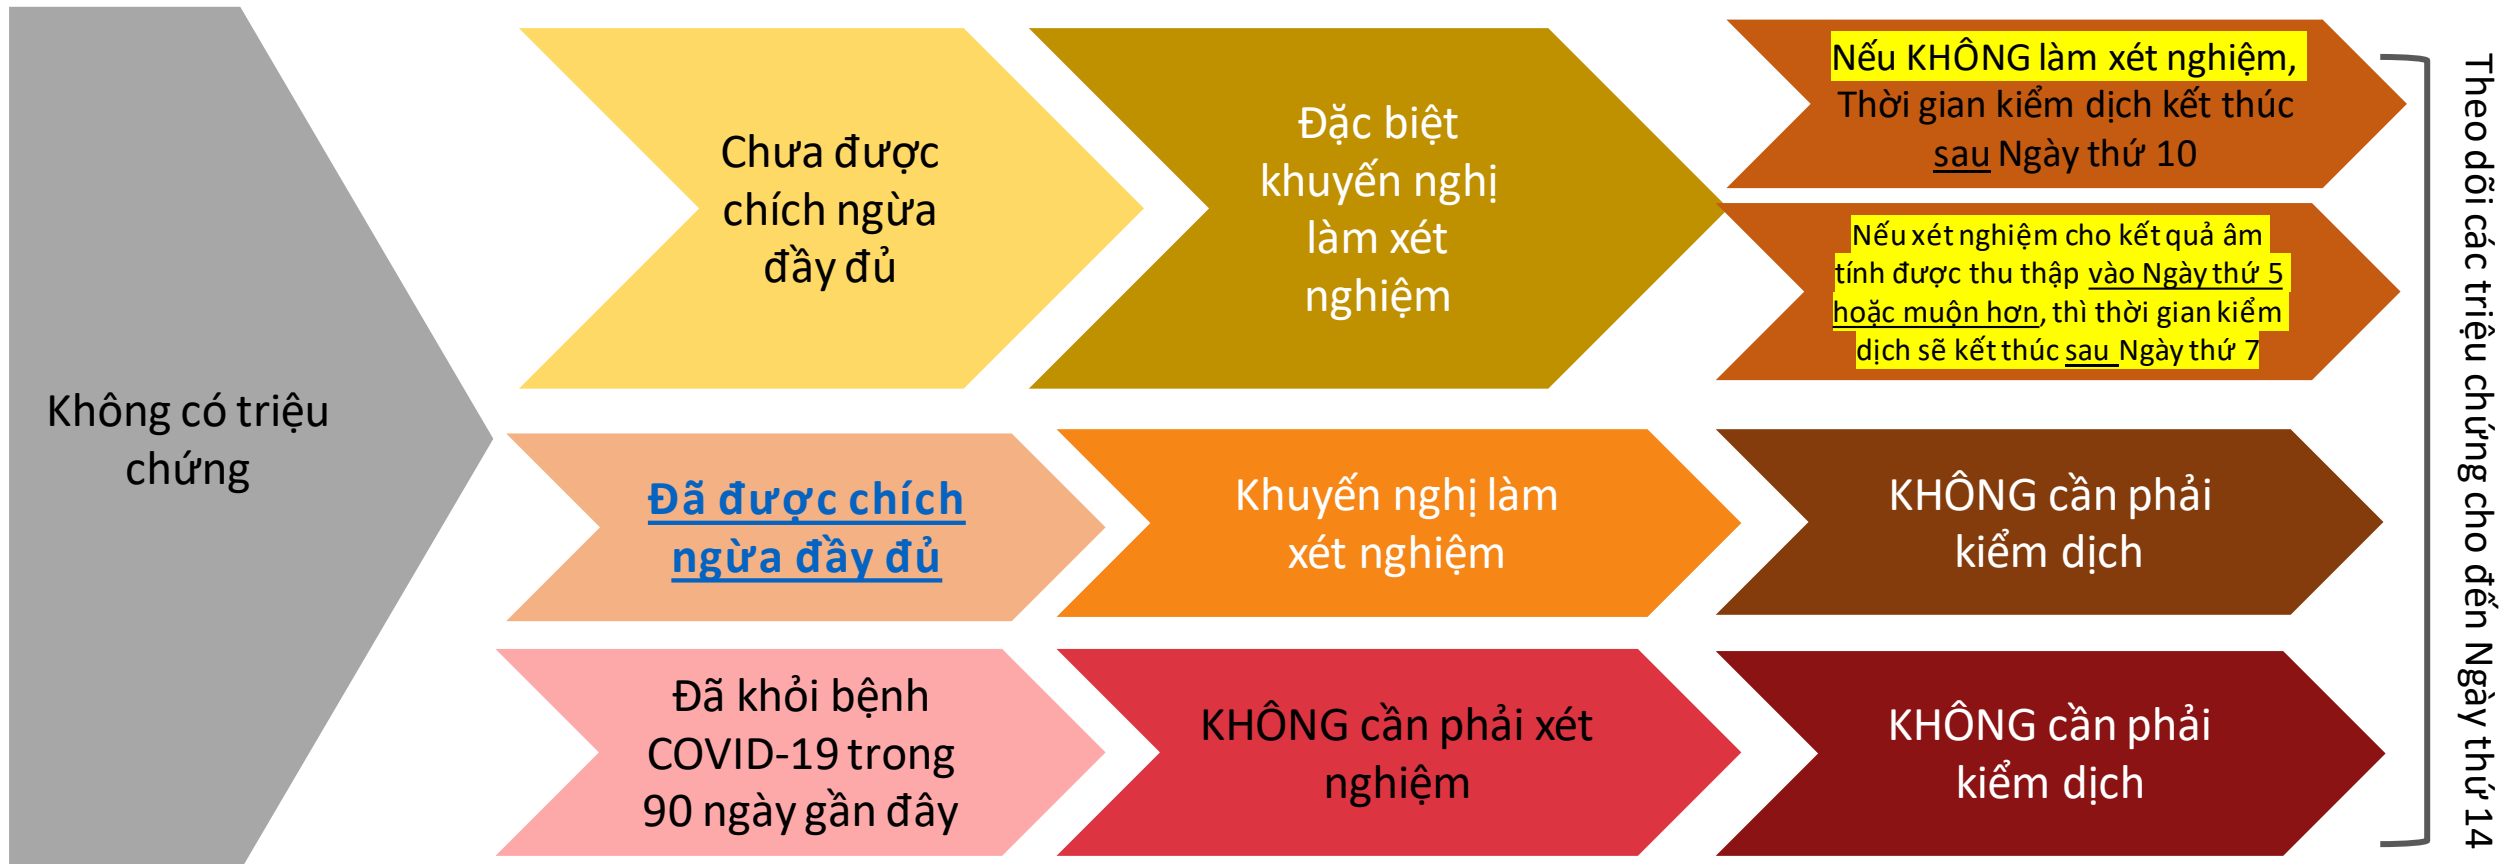 Không có triệu
chứng
Chưa được
chích ngừa
đầy đủ
Đặc biệt
khuyến nghị
làm xét
nghiệm
Nếu KHÔNG làm xét nghiệm,
Thời gian kiểm dịch kết thúc
sau Ngày thứ 10
Nếu xét nghiệm cho kết quả âm
tính được thu thập vào Ngày thứ 5
hoặc muộn hơn, thì thời gian kiểm
dịch sẽ kết thúc sau Ngày thứ 7
Đã được chích
ngừa đầy đủ
Khuyến nghị làm
xét nghiệm
KHÔNG cần phải
kiểm dịch
Đã khỏi bệnh
COVID-19 trong
90 ngày gần đây
KHÔNG cần phải xét
nghiệm
KHÔNG cần phải
kiểm dịch
Theo dõi các triệu chứng cho đến Ngày thứ 14